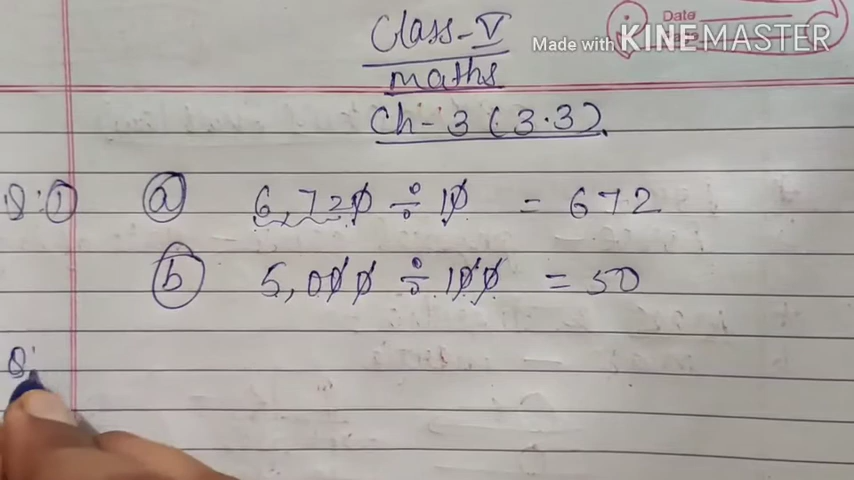 Class-V
Date
Made with KINEMASTER
maths
Ch-3 (3.3).
Q:① ⓐ 6,720 ÷ 10 = 672
ⓑ 5,000 ÷ 100 = 50
Q: